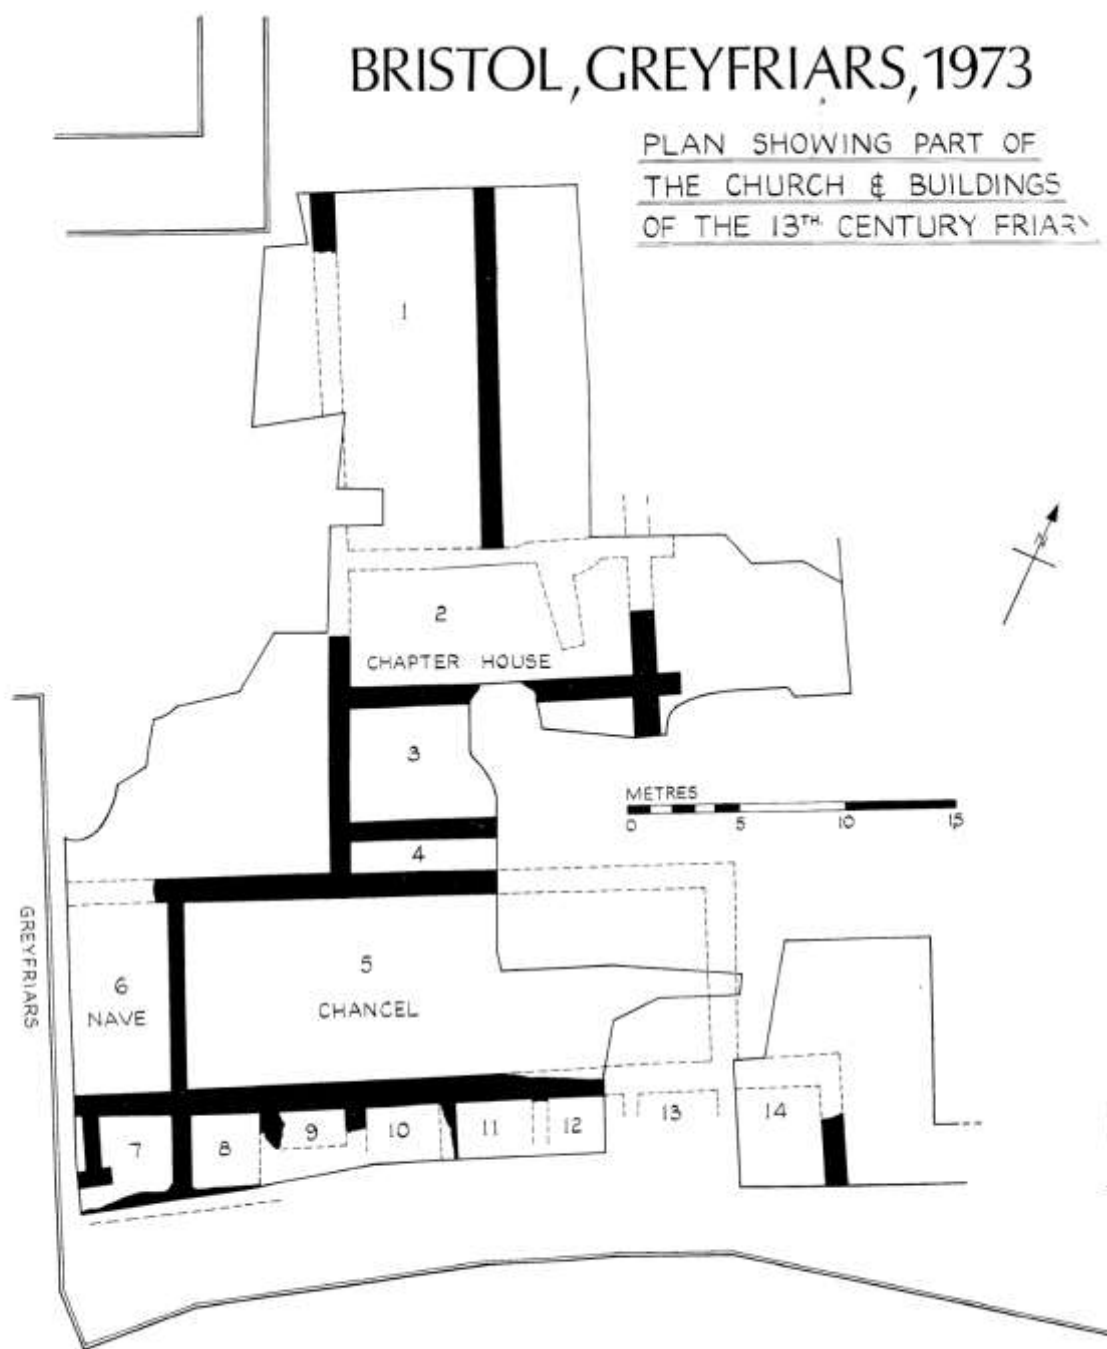 BRISTOL, GREYFRIARS, 1973
PLAN SHOWING PART OF
THE CHURCH & BUILDINGS
OF THE 13TH CENTURY FRIARY
1
N
2
CHAPTER HOUSE
3
METRES
0 5 10 15
4
GREYFRIARS
5
CHANCEL
6
NAVE
7 8 9 10 11 12 13 14